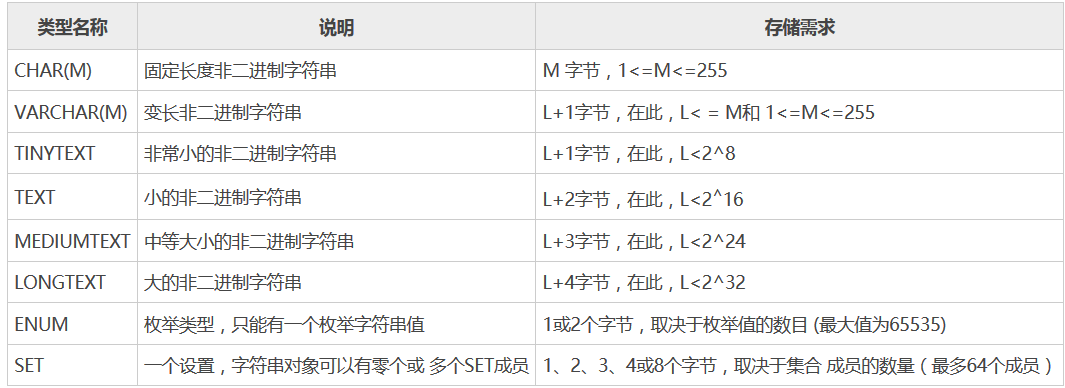 类型名称 说明 存储需求
CHAR(M) 固定长度非二进制字符串 M 字节，1<=M<=255
VARCHAR(M) 变长非二进制字符串 L+1字节，在此，L< = M和 1<=M<=255
TINYTEXT 非常小的非二进制字符串 L+1字节，在此，L<2^8
TEXT 小的非二进制字符串 L+2字节，在此，L<2^16
MEDIUMTEXT 中等大小的非二进制字符串 L+3字节，在此，L<2^24
LONGTEXT 大的非二进制字符串 L+4字节，在此，L<2^32
ENUM 枚举类型，只能有一个枚举字符串值 1或2个字节，取决于枚举值的数目 (最大值为65535)
SET 一个设置，字符串对象可以有零个或 多个SET成员 1、2、3、4或8个字节，取决于集合 成员的数量（最多64个成员）